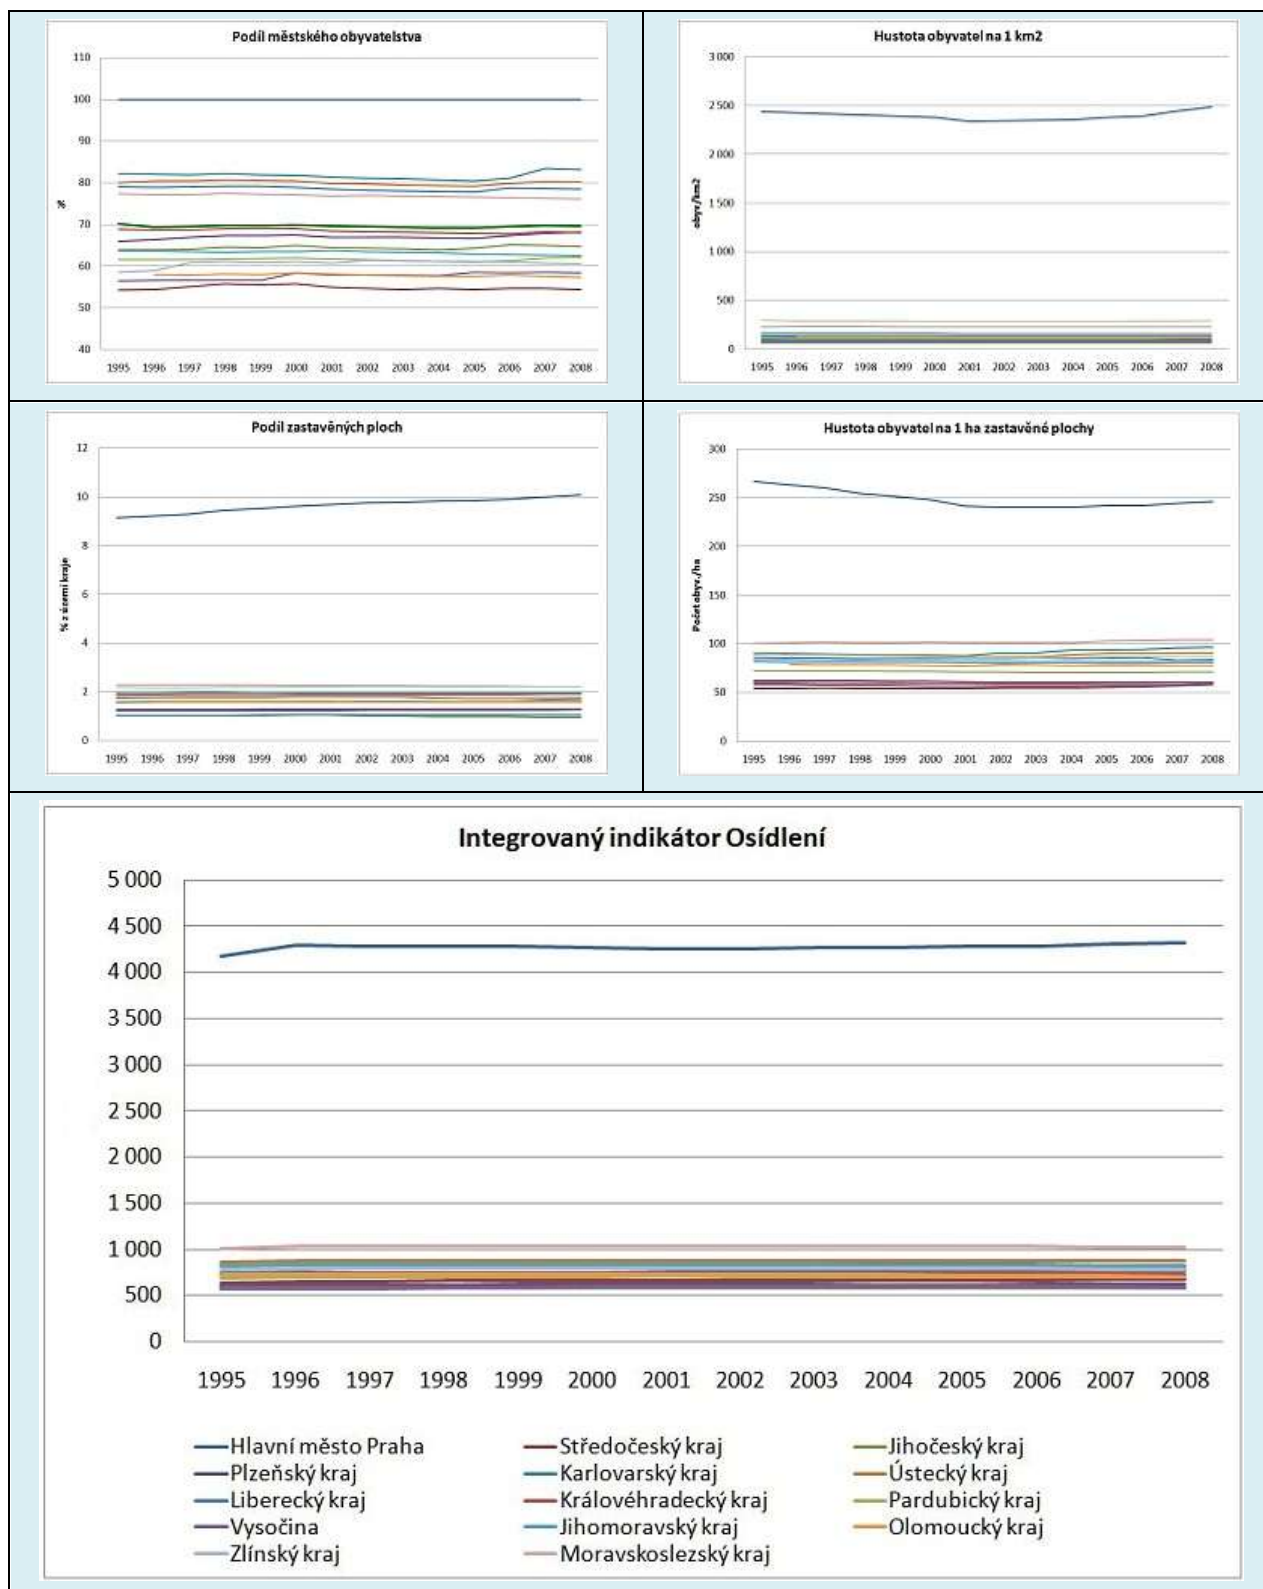 Podíl městského obyvatelstva
110
100
90
80
70
60
50
40
%
1995 1996 1997 1998 1999 2000 2001 2002 2003 2004 2005 2006 2007 2008
Hustota obyvatel na 1 km2
3 000
2 500
2 000
1 500
1 000
500
0
obyv./km2
1995 1996 1997 1998 1999 2000 2001 2002 2003 2004 2005 2006 2007 2008
Podíl zastavěných ploch
12
10
8
6
4
2
0
% z území kraje
1995 1996 1997 1998 1999 2000 2001 2002 2003 2004 2005 2006 2007 2008
Hustota obyvatel na 1 ha zastavěné plochy
300
250
200
150
100
50
0
Počet obyv./ha
1995 1996 1997 1998 1999 2000 2001 2002 2003 2004 2005 2006 2007 2008
Integrovaný indikátor Osídlení
5 000
4 500
4 000
3 500
3 000
2 500
2 000
1 500
1 000
500
0
1995 1996 1997 1998 1999 2000 2001 2002 2003 2004 2005 2006 2007 2008
Hlavní město Praha Středočeský kraj Jihočeský kraj
Plzeňský kraj Karlovarský kraj Ústecký kraj
Liberecký kraj Královéhradecký kraj Pardubický kraj
Vysočina Jihomoravský kraj Olomoucký kraj
Zlínský kraj Moravskoslezský kraj